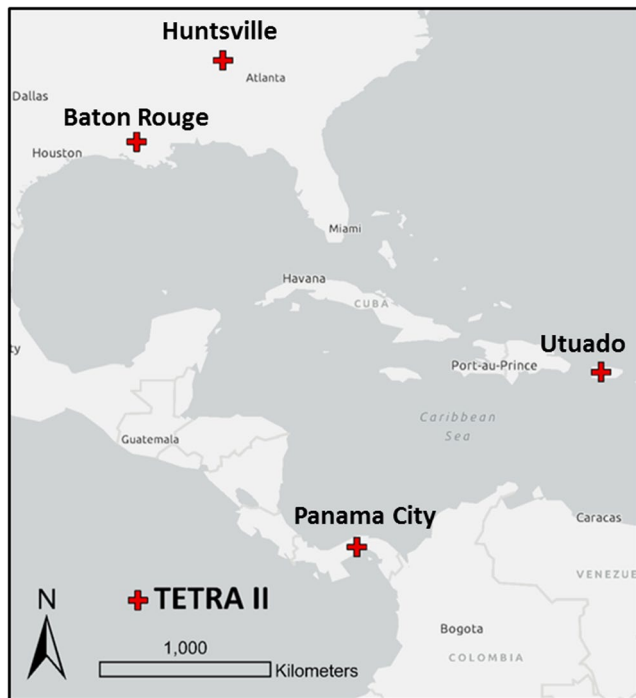 Huntsville
Atlanta
Dallas
Baton Rouge
Houston
Miami
Havana
CUBA
Utuado
ty
Port-au-Prince
Caribbean
Sea
Guatemala
Panama City
Caracas
VENEZUE
N
TETRA II
1,000
Kilometers
Bogota
COLOMBIA